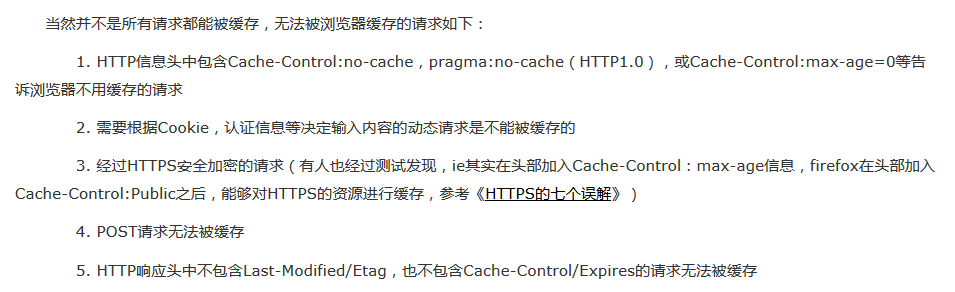 当然并不是所有请求都能被缓存，无法被浏览器缓存的请求如下：
1. HTTP信息头中包含Cache-Control:no-cache，pragma:no-cache（HTTP1.0），或Cache-Control:max-age=0等告
诉浏览器不用缓存的请求
2. 需要根据Cookie，认证信息等决定输入内容的动态请求是不能被缓存的
3. 经过HTTPS安全加密的请求（有人也经过测试发现，ie其实在头部加入Cache-Control：max-age信息，firefox在头部加入
Cache-Control:Public之后，能够对HTTPS的资源进行缓存，参考《HTTPS的七个误解》）
4. POST请求无法被缓存
5. HTTP响应头中不包含Last-Modified/Etag，也不包含Cache-Control/Expires的请求无法被缓存